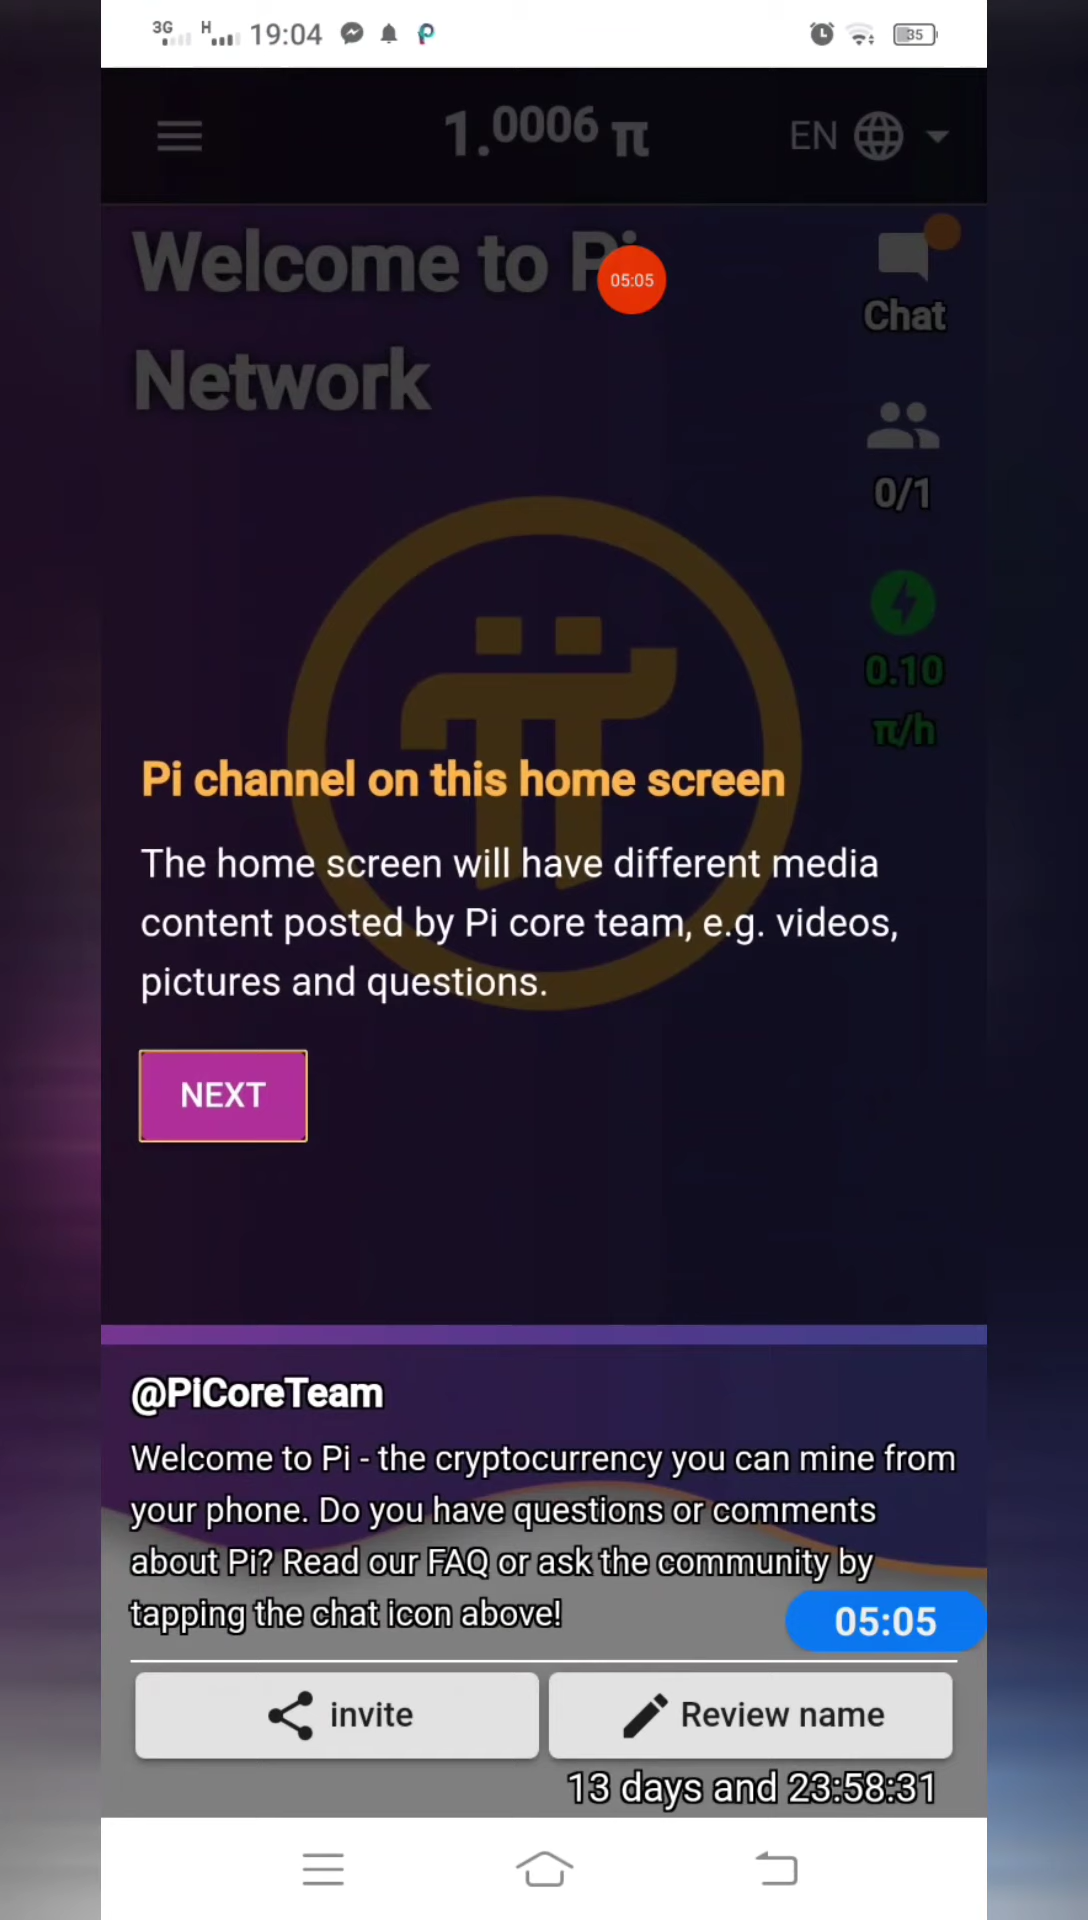 3G H 19:04 35
1.0006 π EN
Welcome to Pi
05:05
Chat
Network
0/1
0.10
π/h
Pi channel on this home screen
The home screen will have different media
content posted by Pi core team, e.g. videos,
pictures and questions.
NEXT
@PiCoreTeam
Welcome to Pi - the cryptocurrency you can mine from
your phone. Do you have questions or comments
about Pi? Read our FAQ or ask the community by
tapping the chat icon above!
05:05
invite Review name
13 days and 23:58:31